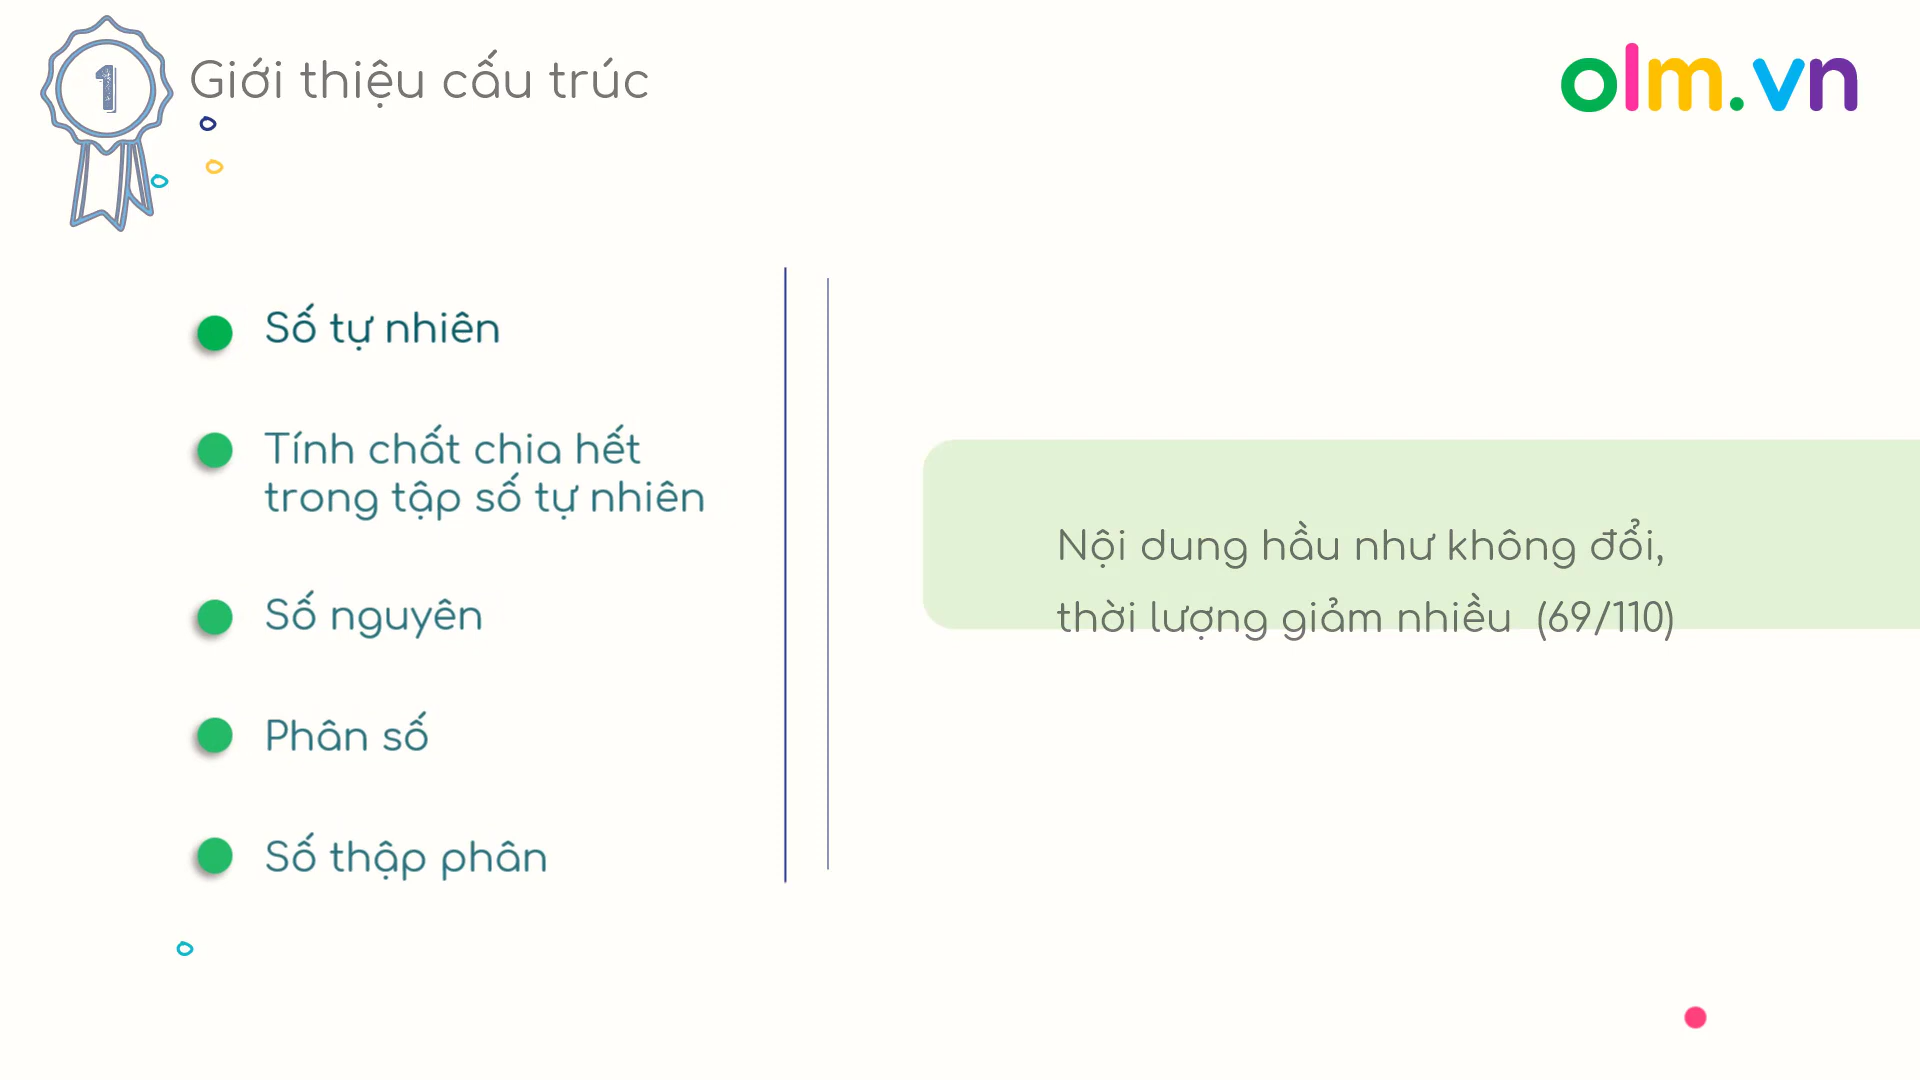 1
Giới thiệu cấu trúc
olm.vn
Số tự nhiên
Tính chất chia hết
trong tập số tự nhiên
Số nguyên
Phân số
Số thập phân
Nội dung hầu như không đổi,
thời lượng giảm nhiều (69/110)